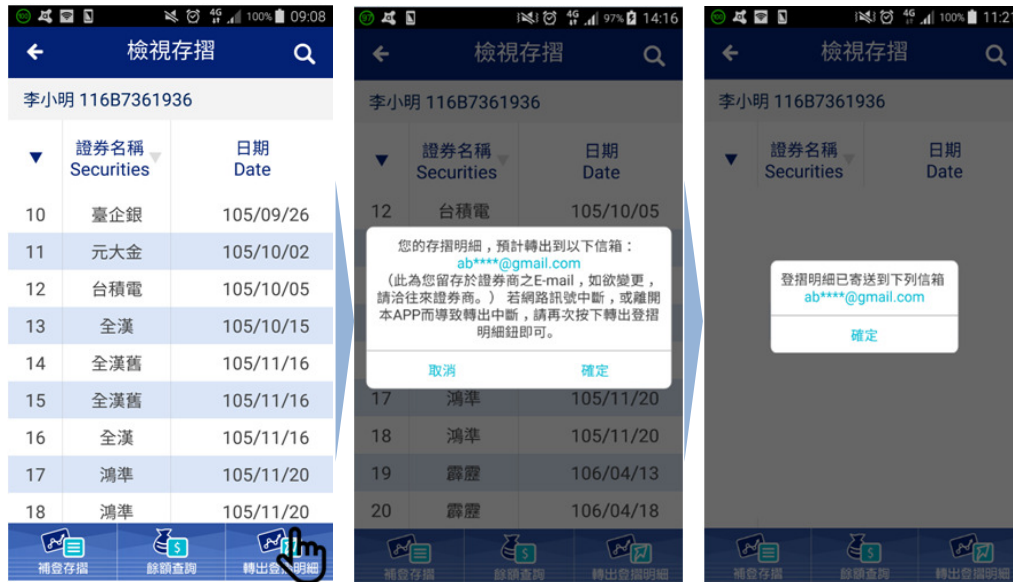 100% 09:08
檢視存摺
李小明 116B7361936
證券名稱 日期
Securities Date
10 臺企銀 105/09/26
11 元大金 105/10/02
12 台積電 105/10/05
13 全漢 105/10/15
14 全漢舊 105/11/16
15 全漢舊 105/11/16
16 全漢 105/11/16
17 鴻準 105/11/20
18 鴻準 105/11/20
補登存摺 餘額查詢 轉出登摺明細
97% 14:16
檢視存摺
李小明 116B7361936
證券名稱 日期
Securities Date
12 台積電 105/10/05
您的存摺明細，預計轉出到以下信箱：
ab****@gmail.com
（此為您留存於證券商之E-mail，如欲變更，
請洽往來證券商。） 若網路訊號中斷，或離開
本APP而導致轉出中斷，請再次按下轉出登摺
明細鈕即可。
取消 確定
17 鴻準 105/11/20
18 鴻準 105/11/20
19 霹靂 106/04/13
20 霹靂 106/04/18
補登存摺 餘額查詢 轉出登摺明細
100% 11:21
檢視存摺
李小明 116B7361936
證券名稱 日期
Securities Date
登摺明細已寄送到下列信箱
ab****@gmail.com
確定
補登存摺 餘額查詢 轉出登摺明細